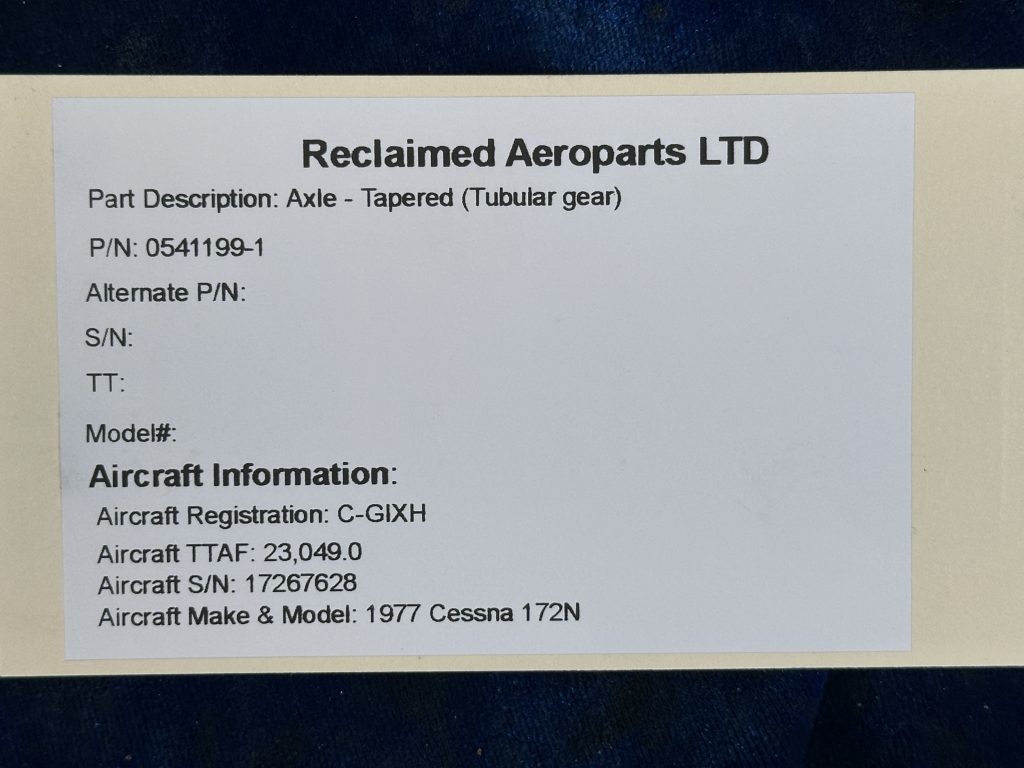 Reclaimed Aeroparts LTD
Part Description: Axle - Tapered (Tubular gear)
P/N: 0541199-1
Alternate P/N:
S/N:
TT:
Model#:
Aircraft Information:
Aircraft Registration: C-GIXH
Aircraft TTAF: 23,049.0
Aircraft S/N: 17267628
Aircraft Make & Model: 1977 Cessna 172N